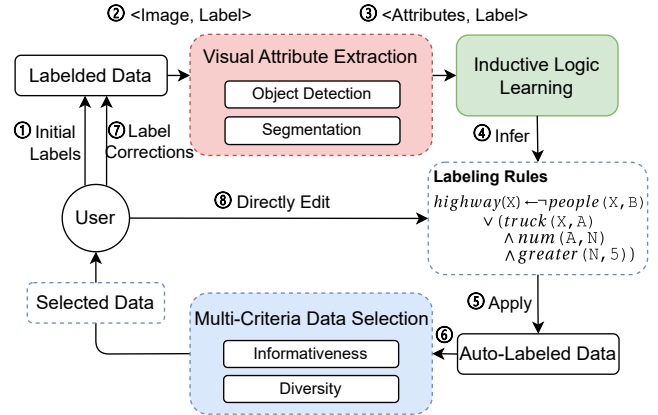 ② <Image, Label>
③ <Attributes, Label>
Labelded Data
Visual Attribute Extraction
Object Detection
Segmentation
Inductive Logic
Learning
① Initial
Labels
⑦ Label
Corrections
④ Infer
User
⑧ Directly Edit
Labeling Rules
highway(X) ←¬people(X,B)
∨ (truck(X,A)
∧ num(A,N)
∧ greater(N,5))
Selected Data
Multi-Criteria Data Selection
Informativeness
Diversity
⑤ Apply
⑥
Auto-Labeled Data